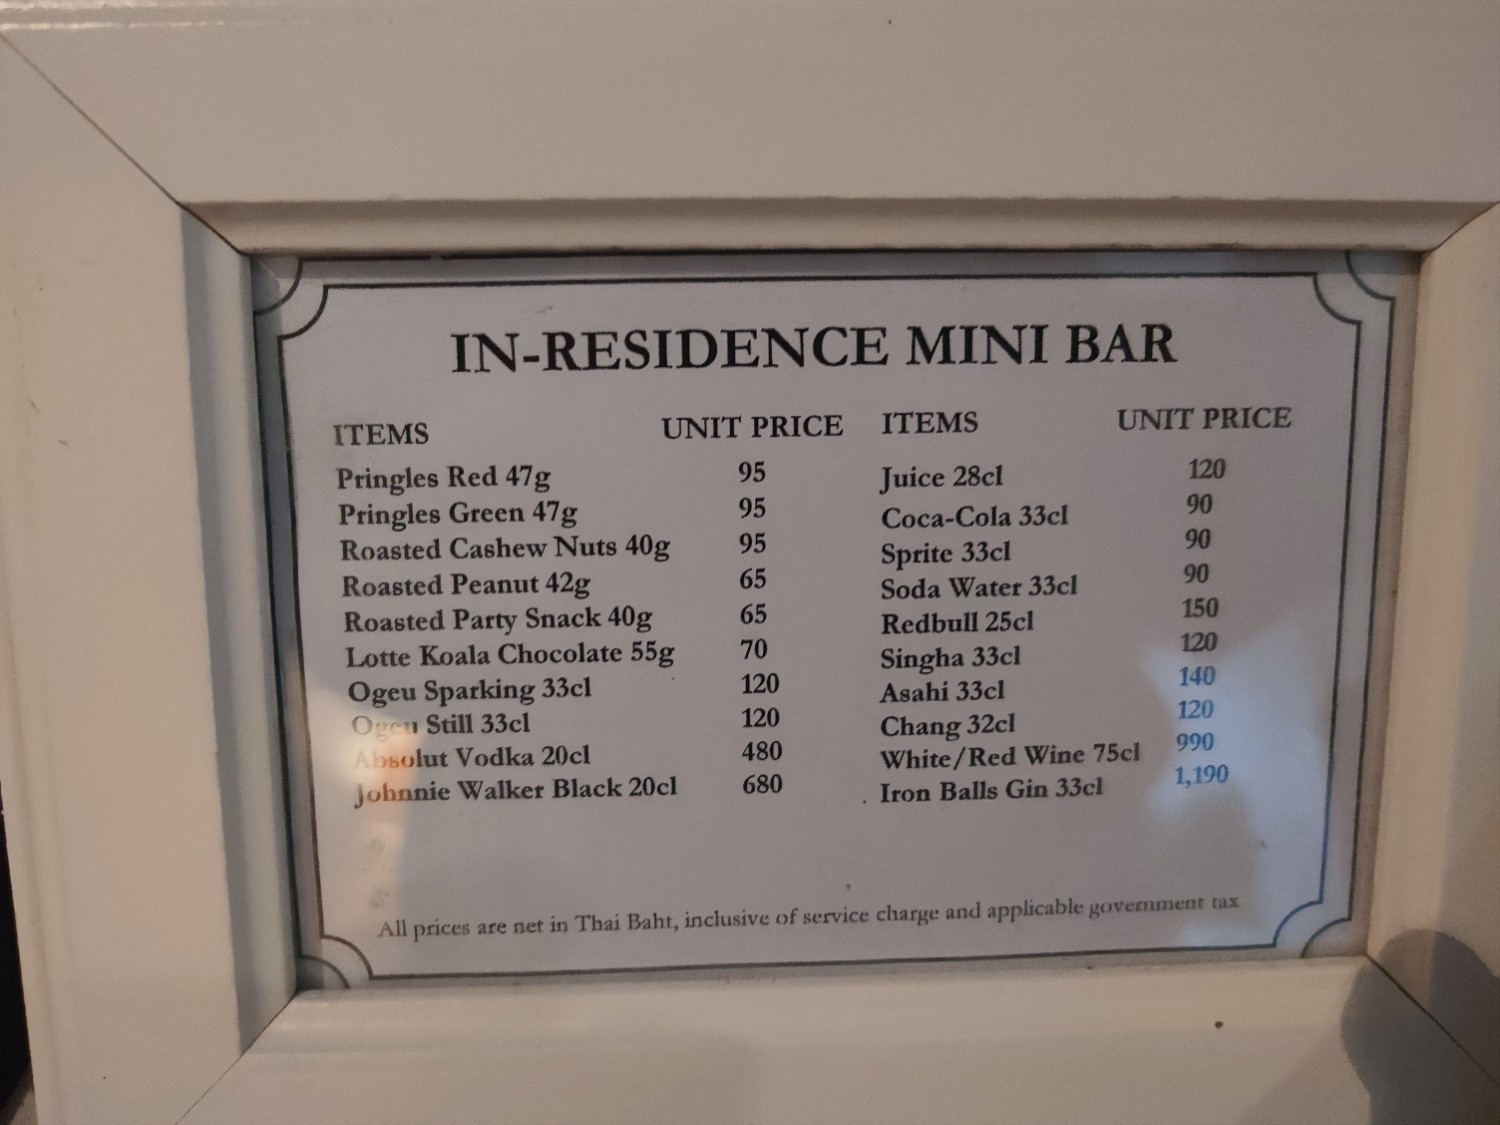 IN-RESIDENCE MINI BAR
ITEMS UNIT PRICE ITEMS UNIT PRICE
Pringles Red 47g 95 Juice 28cl 120
Pringles Green 47g 95 Coca-Cola 33cl 90
Roasted Cashew Nuts 40g 95 Sprite 33cl 90
Roasted Peanut 42g 65 Soda Water 33cl 90
Roasted Party Snack 40g 65 Redbull 25cl 150
Lotte Koala Chocolate 55g 70 Singha 33cl 120
Ogeu Sparking 33cl 120 Asahi 33cl 140
Ogeu Still 33cl 120 Chang 32cl 120
Absolut Vodka 20cl 480 White/Red Wine 75cl 990
Johnnie Walker Black 20cl 680 Iron Balls Gin 33cl 1,190
All prices are net in Thai Baht, inclusive of service charge and applicable government tax